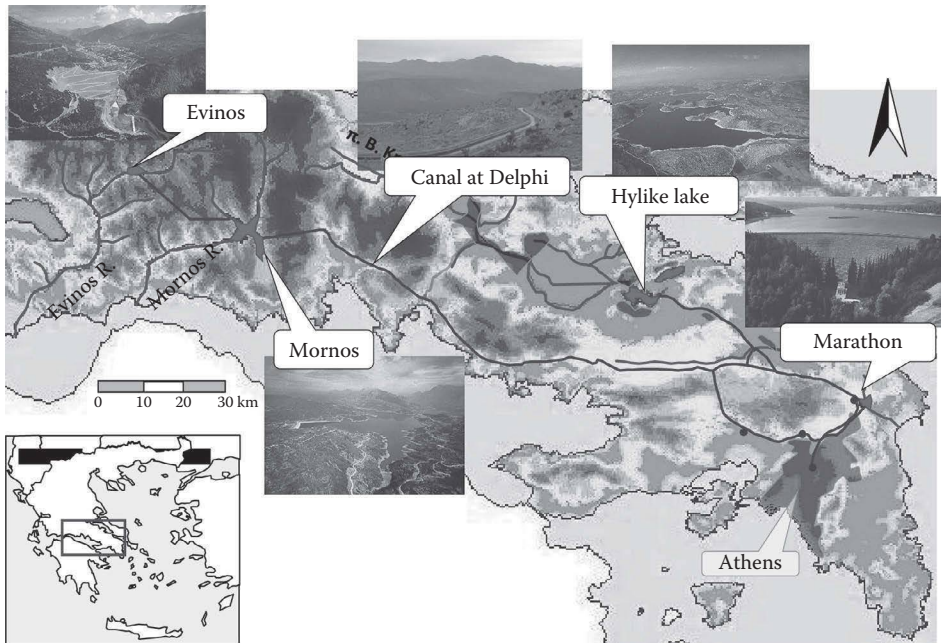 Evinos
π. Β. Κ
Canal at Delphi
Hylike lake
Evinos R.
Mornos R.
Mornos
Marathon
0 10 20 30 km
Athens